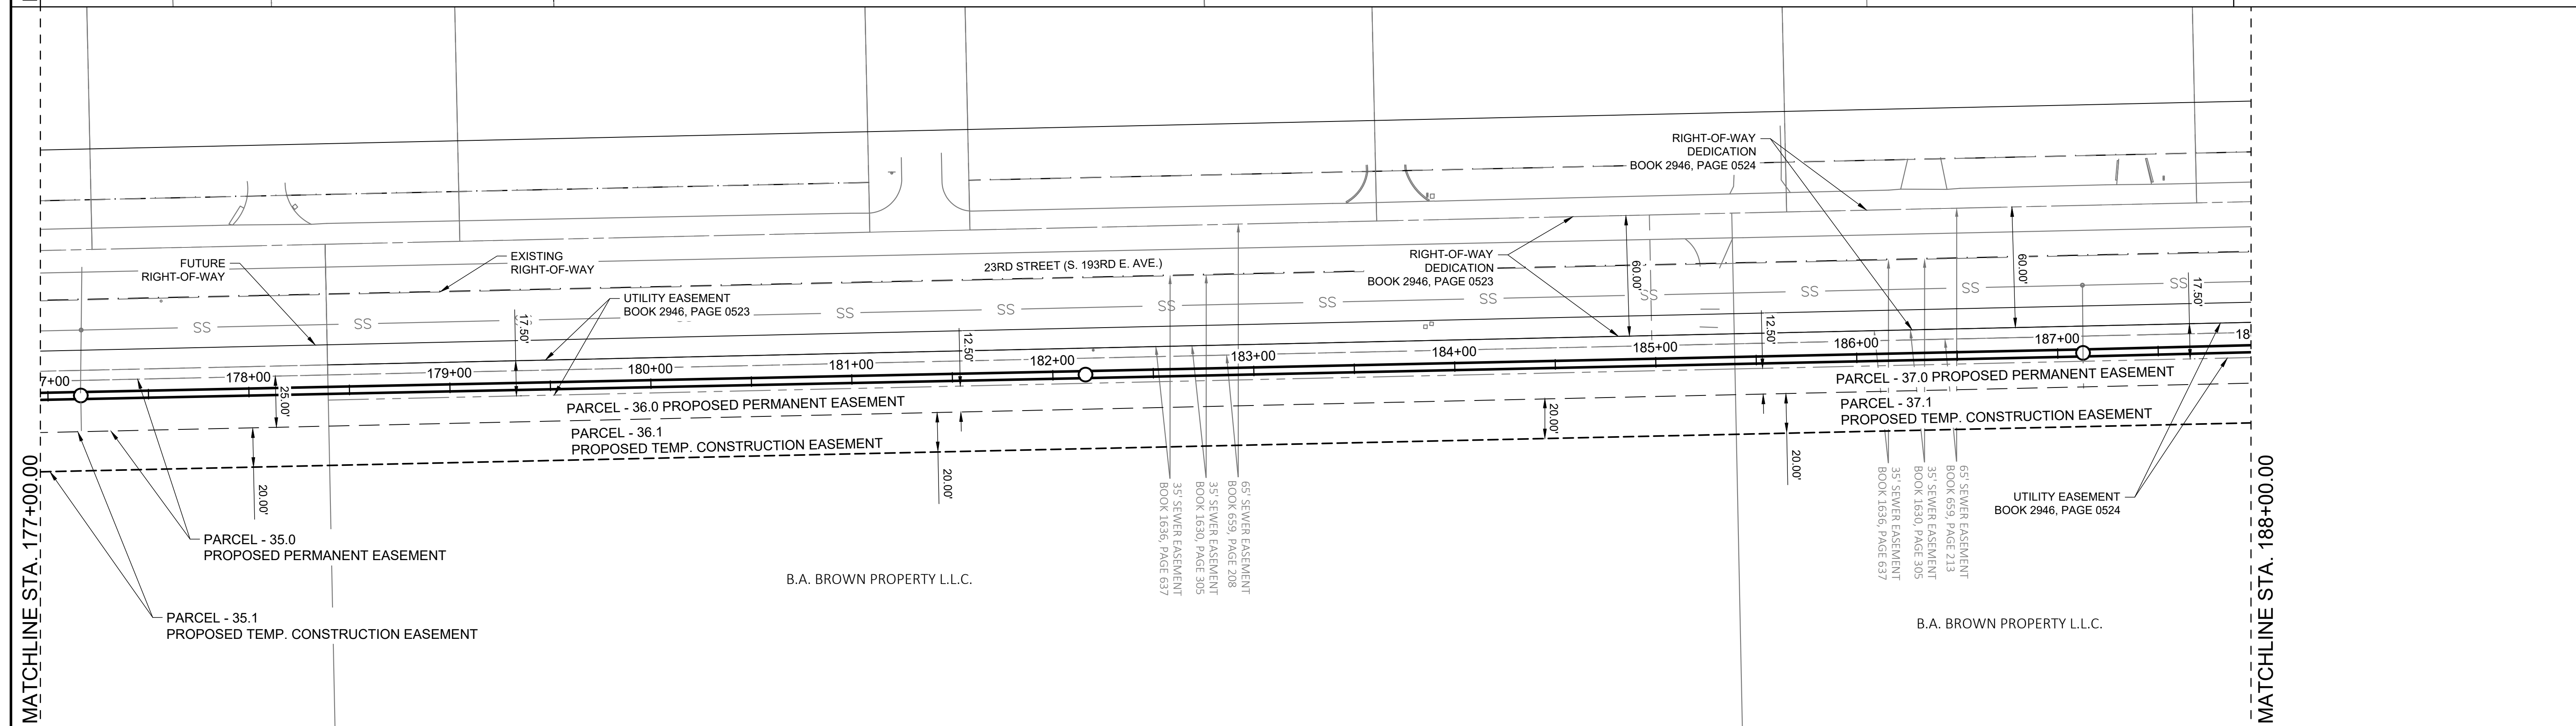 MATCHLINE STA. 177+00.00
FUTURE
RIGHT-OF-WAY
EXISTING
RIGHT-OF-WAY
UTILITY EASEMENT
BOOK 2946, PAGE 0523
23RD STREET (S. 193RD E. AVE.)
RIGHT-OF-WAY
DEDICATION
BOOK 2946, PAGE 0523
RIGHT-OF-WAY
DEDICATION
BOOK 2946, PAGE 0524
SS
SS
SS
SS
SS
SS
SS
SS
SS
SS
SS
17.50'
12.50'
60.00'
12.50'
60.00'
17.50'
7+00
178+00
179+00
180+00
181+00
182+00
183+00
184+00
185+00
186+00
187+00
18
25.00'
20.00'
20.00'
20.00'
20.00'
PARCEL - 36.0 PROPOSED PERMANENT EASEMENT
PARCEL - 36.1
PROPOSED TEMP. CONSTRUCTION EASEMENT
PARCEL - 37.0 PROPOSED PERMANENT EASEMENT
PARCEL - 37.1
PROPOSED TEMP. CONSTRUCTION EASEMENT
PARCEL - 35.0
PROPOSED PERMANENT EASEMENT
PARCEL - 35.1
PROPOSED TEMP. CONSTRUCTION EASEMENT
35' SEWER EASEMENT
BOOK 1636, PAGE 637
35' SEWER EASEMENT
BOOK 1630, PAGE 305
65' SEWER EASEMENT
BOOK 659, PAGE 208
35' SEWER EASEMENT
BOOK 1636, PAGE 637
35' SEWER EASEMENT
BOOK 1630, PAGE 305
65' SEWER EASEMENT
BOOK 659, PAGE 213
UTILITY EASEMENT
BOOK 2946, PAGE 0524
B.A. BROWN PROPERTY L.L.C.
B.A. BROWN PROPERTY L.L.C.
MATCHLINE STA. 188+00.00